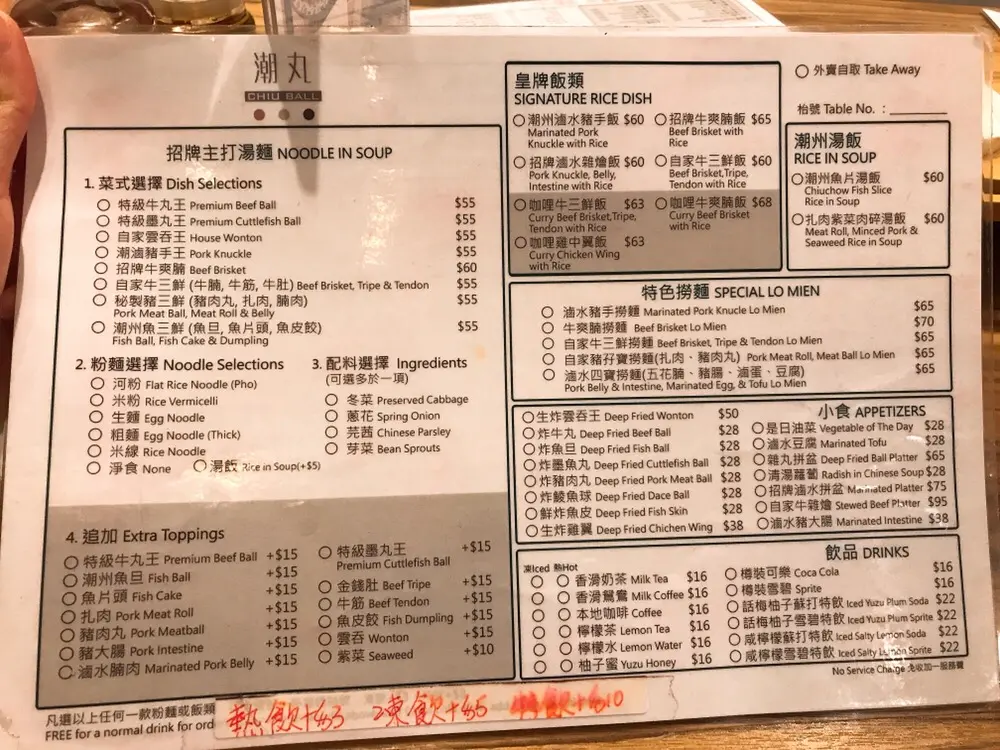 潮丸
CHIU BALL
招牌主打湯麵 NOODLE IN SOUP
1. 菜式選擇 Dish Selections
特級牛丸王 Premium Beef Ball $55
特級墨丸王 Premium Cuttlefish Ball $55
自家雲吞王 House Wonton $55
潮滷豬手王 Pork Knuckle $55
招牌牛爽腩 Beef Brisket $60
自家牛三鮮 (牛腩, 牛筋, 牛肚) Beef Brisket, Tripe & Tendon $55
秘製豬三鮮 (豬肉丸, 扎肉, 腩肉) $55
Pork Meat Ball, Meat Roll & Belly
潮州魚三鮮 (魚旦, 魚片頭, 魚皮餃) $55
Fish Ball, Fish Cake & Dumpling
2. 粉麵選擇 Noodle Selections
河粉 Flat Rice Noodle (Pho)
米粉 Rice Vermicelli
生麵 Egg Noodle
粗麵 Egg Noodle (Thick)
米線 Rice Noodle
淨食 None 湯飯 Rice in Soup(+$5)
3. 配料選擇 Ingredients
(可選多於一項)
冬菜 Preserved Cabbage
蔥花 Spring Onion
芫茜 Chinese Parsley
芽菜 Bean Sprouts
4. 追加 Extra Toppings
特級牛丸王 Premium Beef Ball +$15
潮州魚旦 Fish Ball +$15
魚片頭 Fish Cake +$15
扎肉 Pork Meat Roll +$15
豬肉丸 Pork Meatball +$15
豬大腸 Pork Intestine +$15
滷水腩肉 Marinated Pork Belly +$15
特級墨丸王 +$15
Premium Cuttlefish Ball
金錢肚 Beef Tripe +$15
牛筋 Beef Tendon +$15
魚皮餃 Fish Dumpling +$15
雲吞 Wonton +$15
紫菜 Seaweed +$10
凡選以上任何一款粉麵或飯類
FREE for a normal drink for ord
熱飲+$3 凍飲+$5 特飲+$10
皇牌飯類
SIGNATURE RICE DISH
潮州滷水豬手飯 $60
Marinated Pork
Knuckle with Rice
招牌牛爽腩飯 $65
Beef Brisket with
Rice
招牌滷水雜燴飯 $60
Pork Knuckle, Belly,
Intestine with Rice
自家牛三鮮飯 $60
Beef Brisket,Tripe,
Tendon with Rice
咖哩牛三鮮飯 $63
Curry Beef Brisket,Tripe,
Tendon with Rice
咖哩牛爽腩飯 $68
Curry Beef Brisket
with Rice
咖哩雞中翼飯 $63
Curry Chicken Wing
with Rice
外賣自取 Take Away
枱號 Table No. :
潮州湯飯
RICE IN SOUP
潮州魚片湯飯 $60
Chiuchow Fish Slice
Rice in Soup
扎肉紫菜肉碎湯飯 $60
Meat Roll, Minced Pork &
Seaweed Rice in Soup
特色撈麵 SPECIAL LO MIEN
滷水豬手撈麵 Marinated Pork Knucle Lo Mien $65
牛爽腩撈麵 Beef Brisket Lo Mien $70
自家牛三鮮撈麵 Beef Brisket, Tripe & Tendon Lo Mien $65
自家豬孖寶撈麵(扎肉、豬肉丸) Pork Meat Roll, Meat Ball Lo Mien $65
滷水四寶撈麵(五花腩、豬腸、滷蛋、豆腐) $65
Pork Belly & Intestine, Marinated Egg, & Tofu Lo Mien
小食 APPETIZERS
生炸雲吞王 Deep Fried Wonton $50
炸牛丸 Deep Fried Beef Ball $28
炸魚旦 Deep Fried Fish Ball $28
炸墨魚丸 Deep Fried Cuttlefish Ball $28
炸豬肉丸 Deep Fried Pork Meat Ball $28
炸鯪魚球 Deep Fried Dace Ball $28
鮮炸魚皮 Deep Fried Fish Skin $28
生炸雞翼 Deep Fried Chichen Wing $38
是日油菜 Vegetable of The Day $28
滷水豆腐 Marinated Tofu $28
雜丸拼盆 Deep Fried Ball Platter $65
清湯蘿蔔 Radish in Chinese Soup $28
招牌滷水拼盆 Marinated Platter $75
自家牛雜燴 Stewed Beef Platter $95
滷水豬大腸 Marinated Intestine $38
飲品 DRINKS
凍Iced 熱Hot
香滑奶茶 Milk Tea $16
香滑鴛鴦 Milk Coffee $16
本地咖啡 Coffee $16
檸檬茶 Lemon Tea $16
檸檬水 Lemon Water $16
柚子蜜 Yuzu Honey $16
樽裝可樂 Coca Cola $16
樽裝雪碧 Sprite $16
話梅柚子蘇打特飲 Iced Yuzu Plum Soda $22
話梅柚子雪碧特飲 Iced Yuzu Plum Sprite $22
咸檸檬蘇打特飲 Iced Salty Lemon Soda $22
咸檸檬雪碧特飲 Iced Salty Lemon Sprite $22
No Service Charge 免收加一服務費